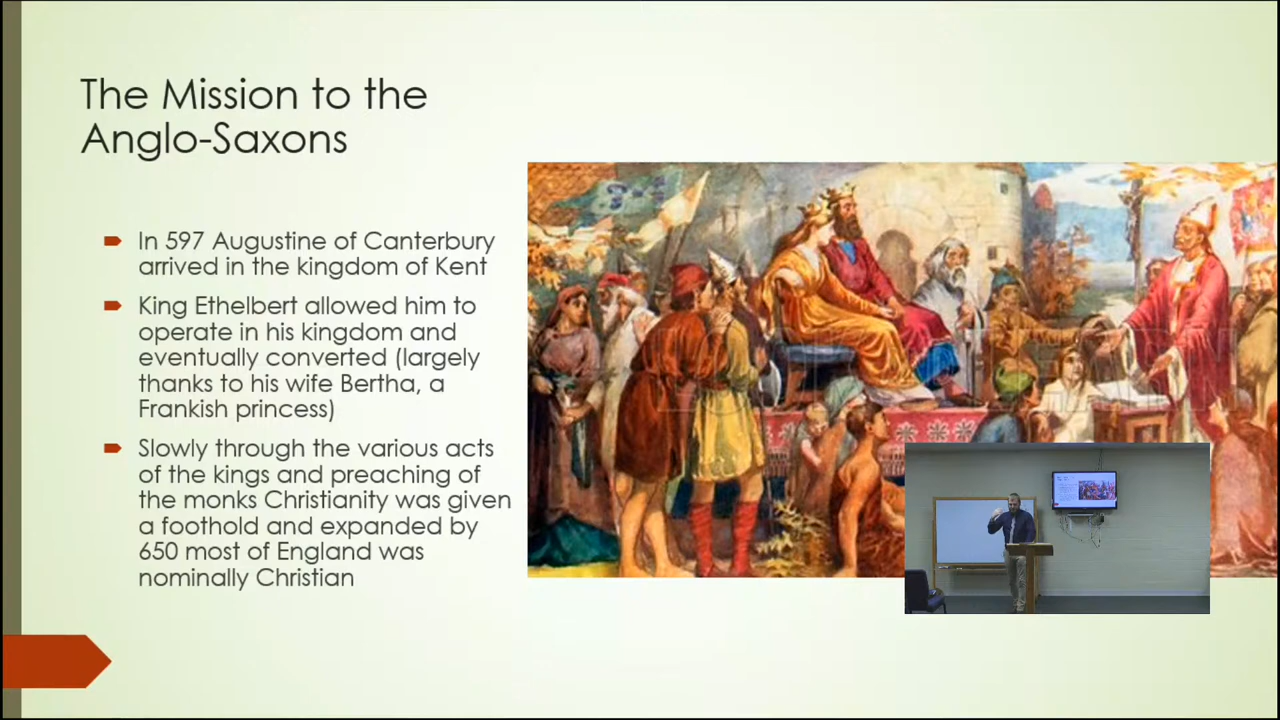 The Mission to the
Anglo-Saxons
In 597 Augustine of Canterbury
arrived in the kingdom of Kent
King Ethelbert allowed him to
operate in his kingdom and
eventually converted (largely
thanks to his wife Bertha, a
Frankish princess)
Slowly through the various acts
of the kings and preaching of
the monks Christianity was given
a foothold and expanded by
650 most of England was
nominally Christian